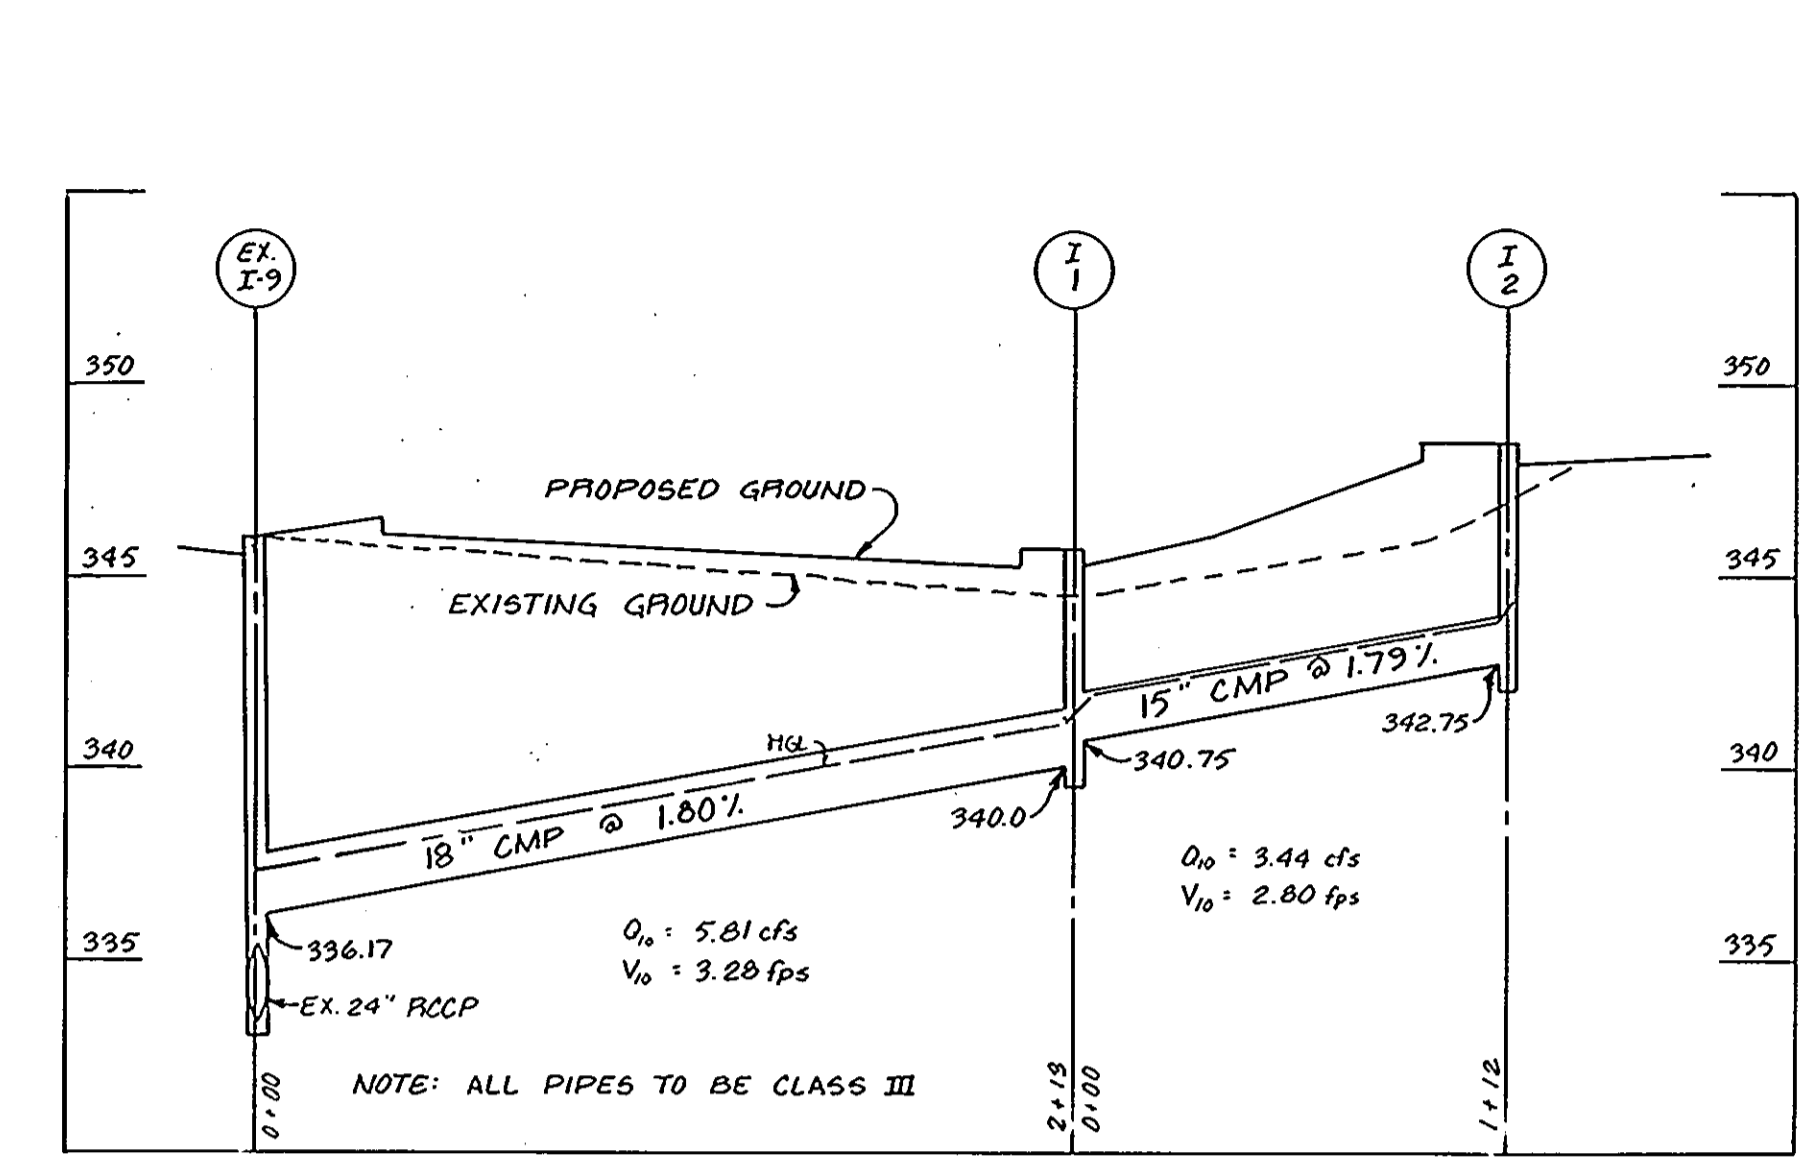 EX.
I-9
I
1
I
2
350
350
PROPOSED GROUND
345
345
EXISTING GROUND
15" CMP @ 1.79%
342.75
340
HGL
340
340.75
18" CMP @ 1.80%
340.0
Q10 = 3.44 cfs
V10 = 2.80 fps
335
336.17
Q10 = 5.81 cfs
V10 = 3.28 fps
335
EX. 24" RCCP
NOTE: ALL PIPES TO BE CLASS III
0+00
2+13
0+00
1+12